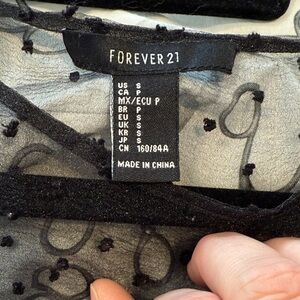 FOREVER 21
US S
CA P
MX/ECU P
BR P
EU S
UK S
KR S
JP S
CN 160/84A
MADE IN CHINA